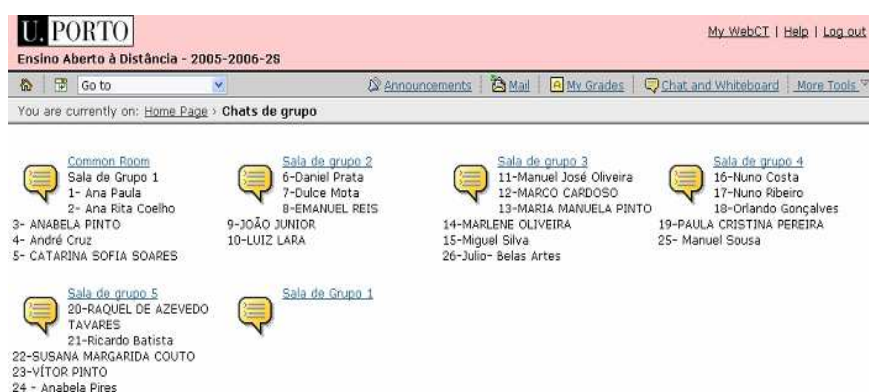 U. PORTO
My WebCT | Help | Log out
Ensino Aberto à Distância - 2005-2006-2S
Go to
Announcements
Mail
My Grades
Chat and Whiteboard
More Tools
You are currently on: Home Page › Chats de grupo
Common Room
Sala de Grupo 1
1- Ana Paula
2- Ana Rita Coelho
3- ANABELA PINTO
4- André Cruz
5- CATARINA SOFIA SOARES
Sala de grupo 2
6-Daniel Prata
7-Dulce Mota
8-EMANUEL REIS
9-JOÃO JUNIOR
10-LUIZ LARA
Sala de grupo 3
11-Manuel José Oliveira
12-MARCO CARDOSO
13-MARIA MANUELA PINTO
14-MARLENE OLIVEIRA
15-Miguel Silva
26-Julio- Belas Artes
Sala de grupo 4
16-Nuno Costa
17-Nuno Ribeiro
18-Orlando Gonçalves
19-PAULA CRISTINA PEREIRA
25- Manuel Sousa
Sala de grupo 5
20-RAQUEL DE AZEVEDO
TAVARES
21-Ricardo Batista
22-SUSANA MARGARIDA COUTO
23-VÍTOR PINTO
24 - Anabela Pires
Sala de Grupo 1